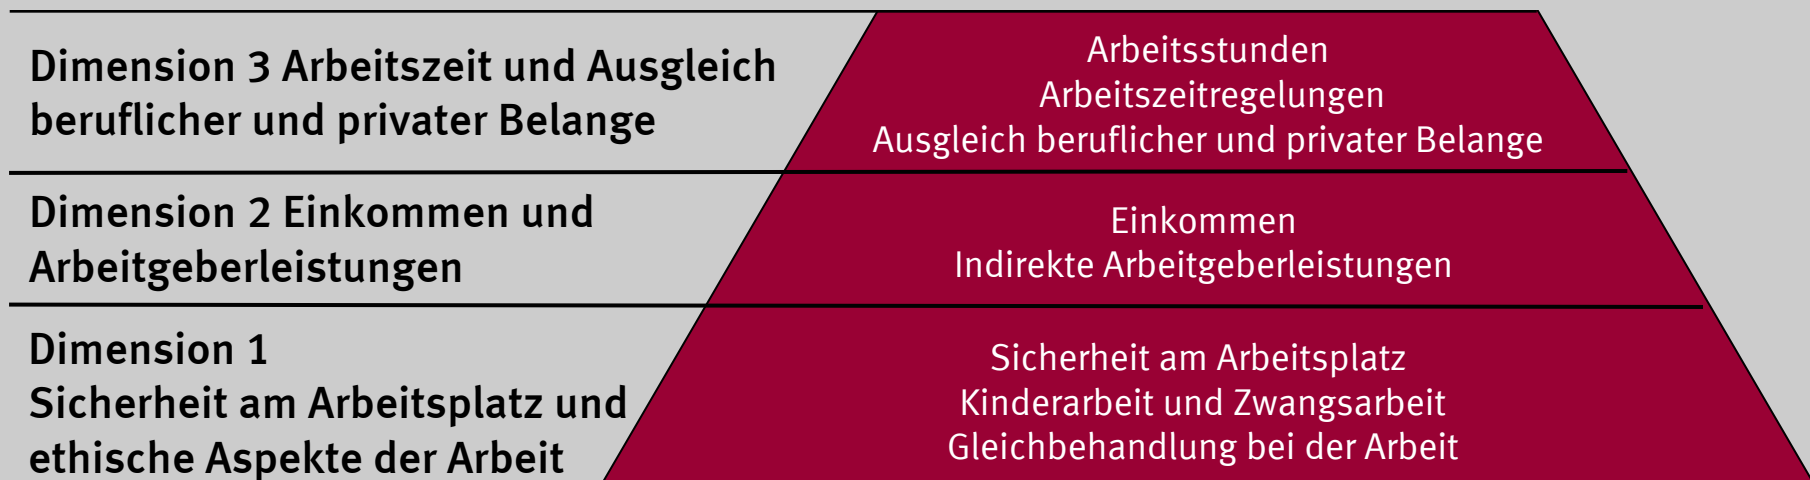 Dimension 3 Arbeitszeit und Ausgleich
beruflicher und privater Belange
Arbeitsstunden
Arbeitszeitregelungen
Ausgleich beruflicher und privater Belange
Dimension 2 Einkommen und
Arbeitgeberleistungen
Einkommen
Indirekte Arbeitgeberleistungen
Dimension 1
Sicherheit am Arbeitsplatz und
ethische Aspekte der Arbeit
Sicherheit am Arbeitsplatz
Kinderarbeit und Zwangsarbeit
Gleichbehandlung bei der Arbeit